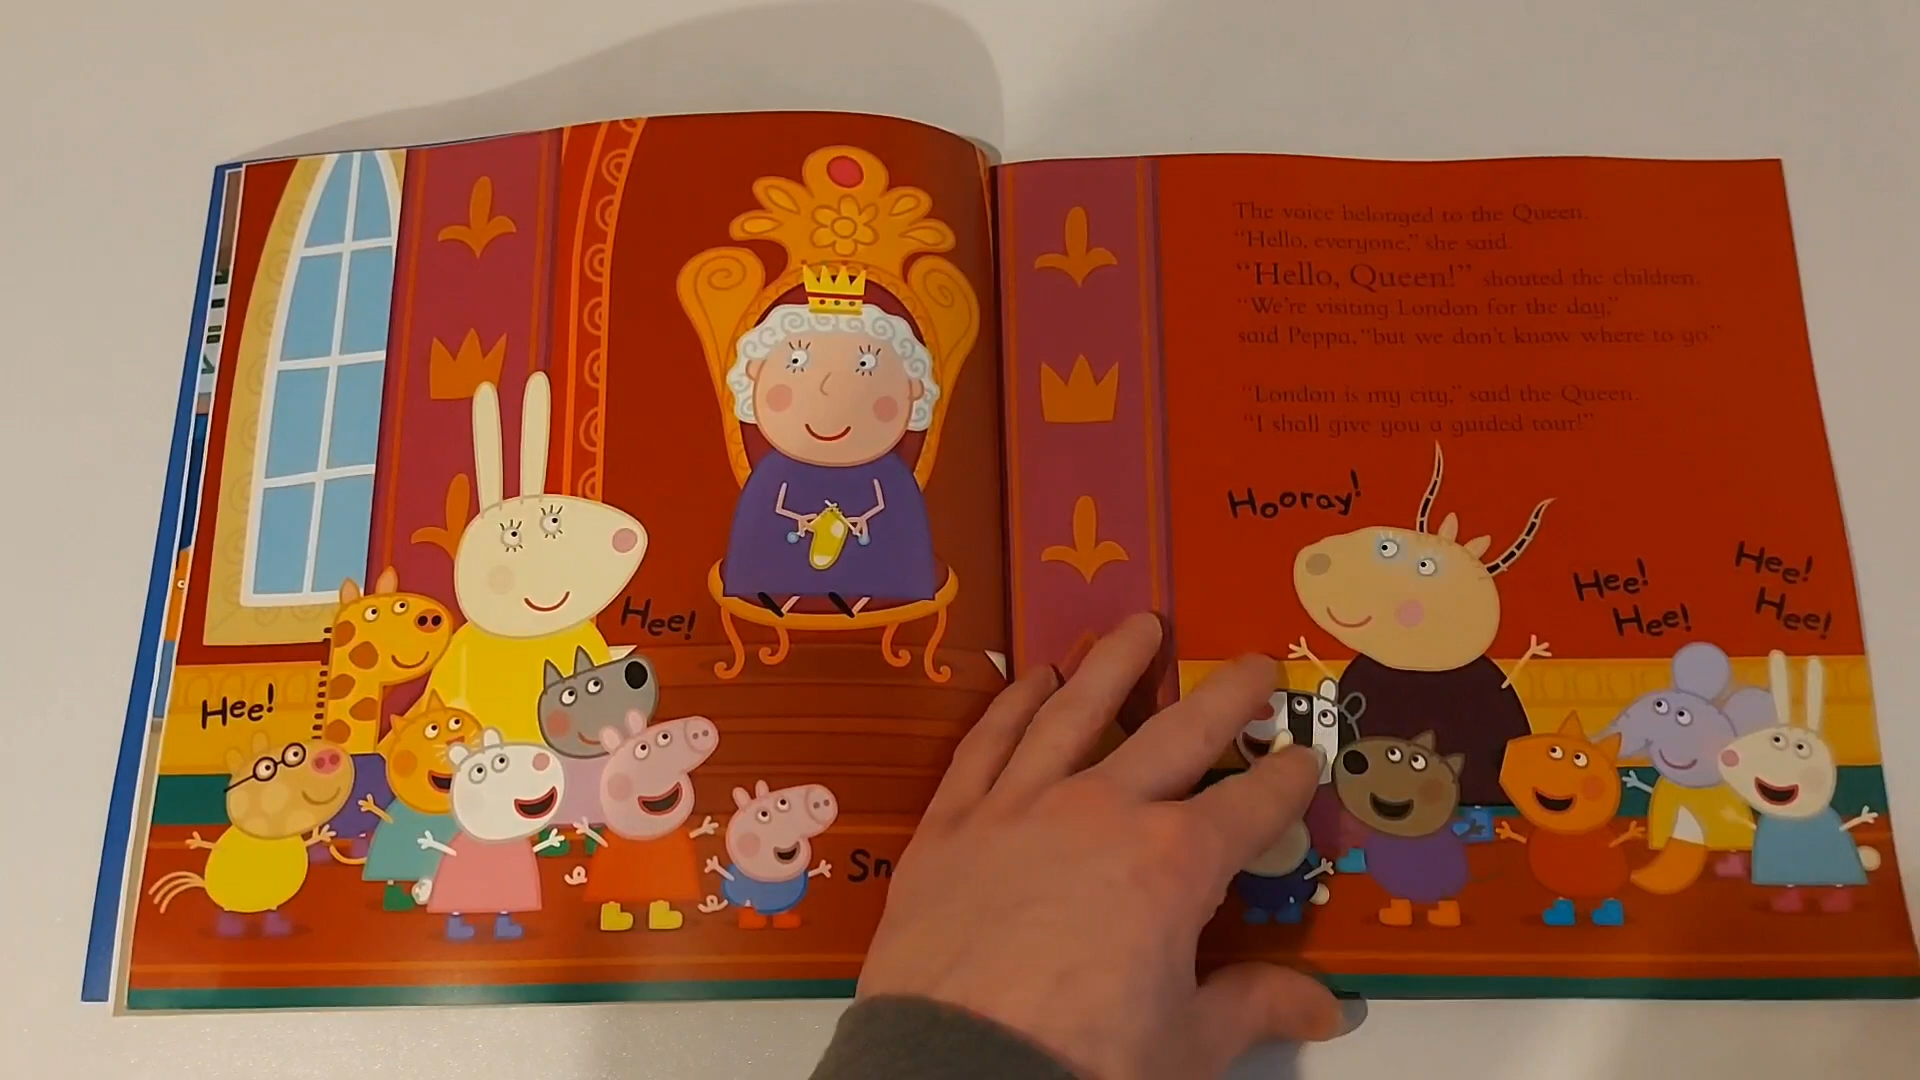 Hee!
Hee!
Sn
The voice belonged to the Queen.
"Hello, everyone," she said.
"Hello, Queen!" shouted the children.
"We're visiting London for the day,"
said Peppa, "but we don't know where to go."
"London is my city," said the Queen.
"I shall give you a guided tour!"
Hooray!
Hee!
Hee!
Hee!
Hee!